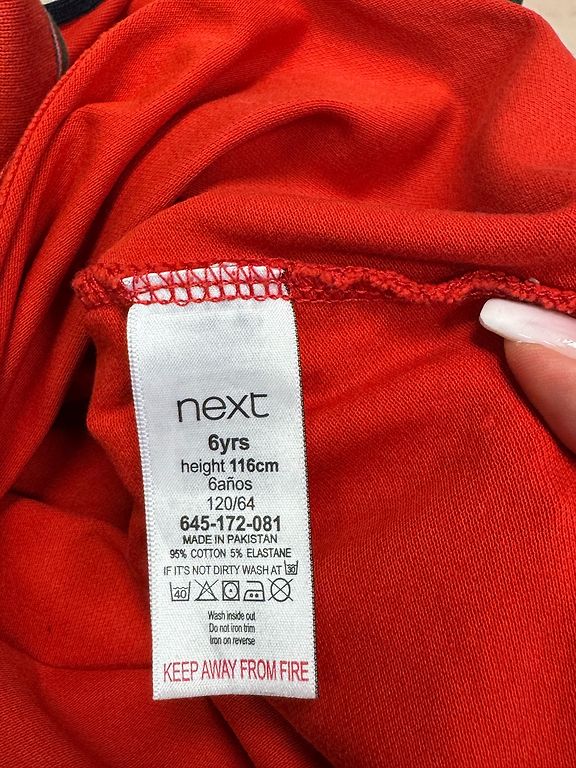 next
6yrs
height 116cm
6años
120/64
645-172-081
MADE IN PAKISTAN
95% COTTON 5% ELASTANE
IF IT'S NOT DIRTY WASH AT 30
40
Wash inside out
Do not iron trim
Iron on reverse
KEEP AWAY FROM FIRE